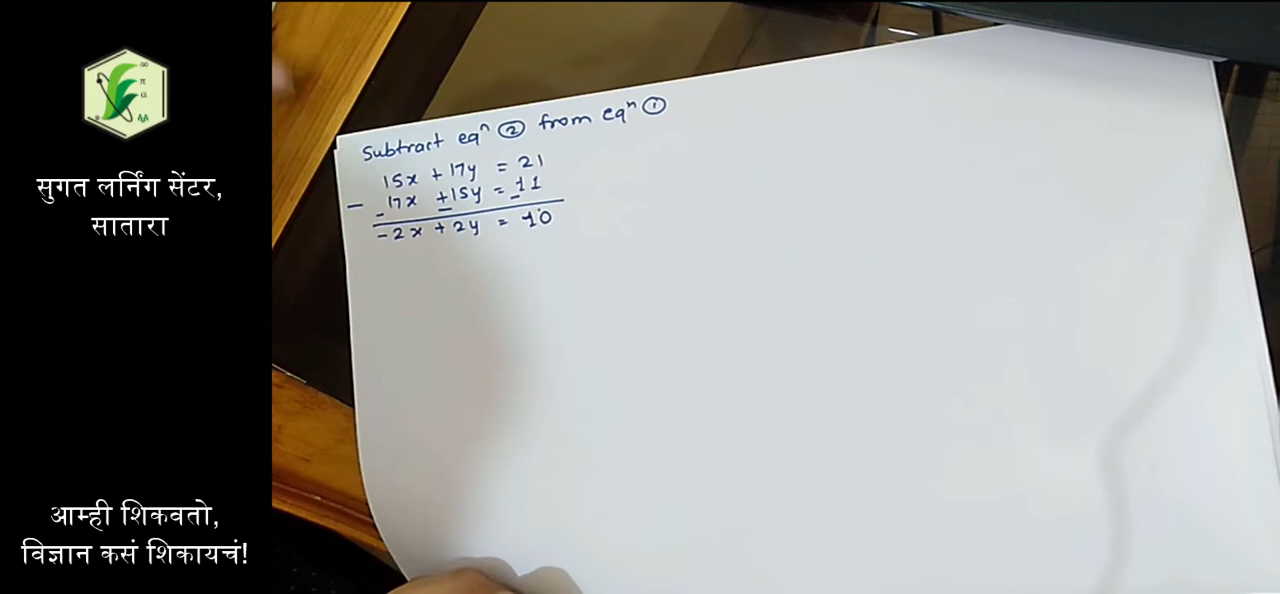 सुगत लर्निंग सेंटर,
सातारा
आम्ही शिकवतो,
विज्ञान कसं शिकायचं!
Subtract eqⁿ ② from eqⁿ ①
15x + 17y = 21
− 17x + 15y = 11
− − −
-2x + 2y = 10